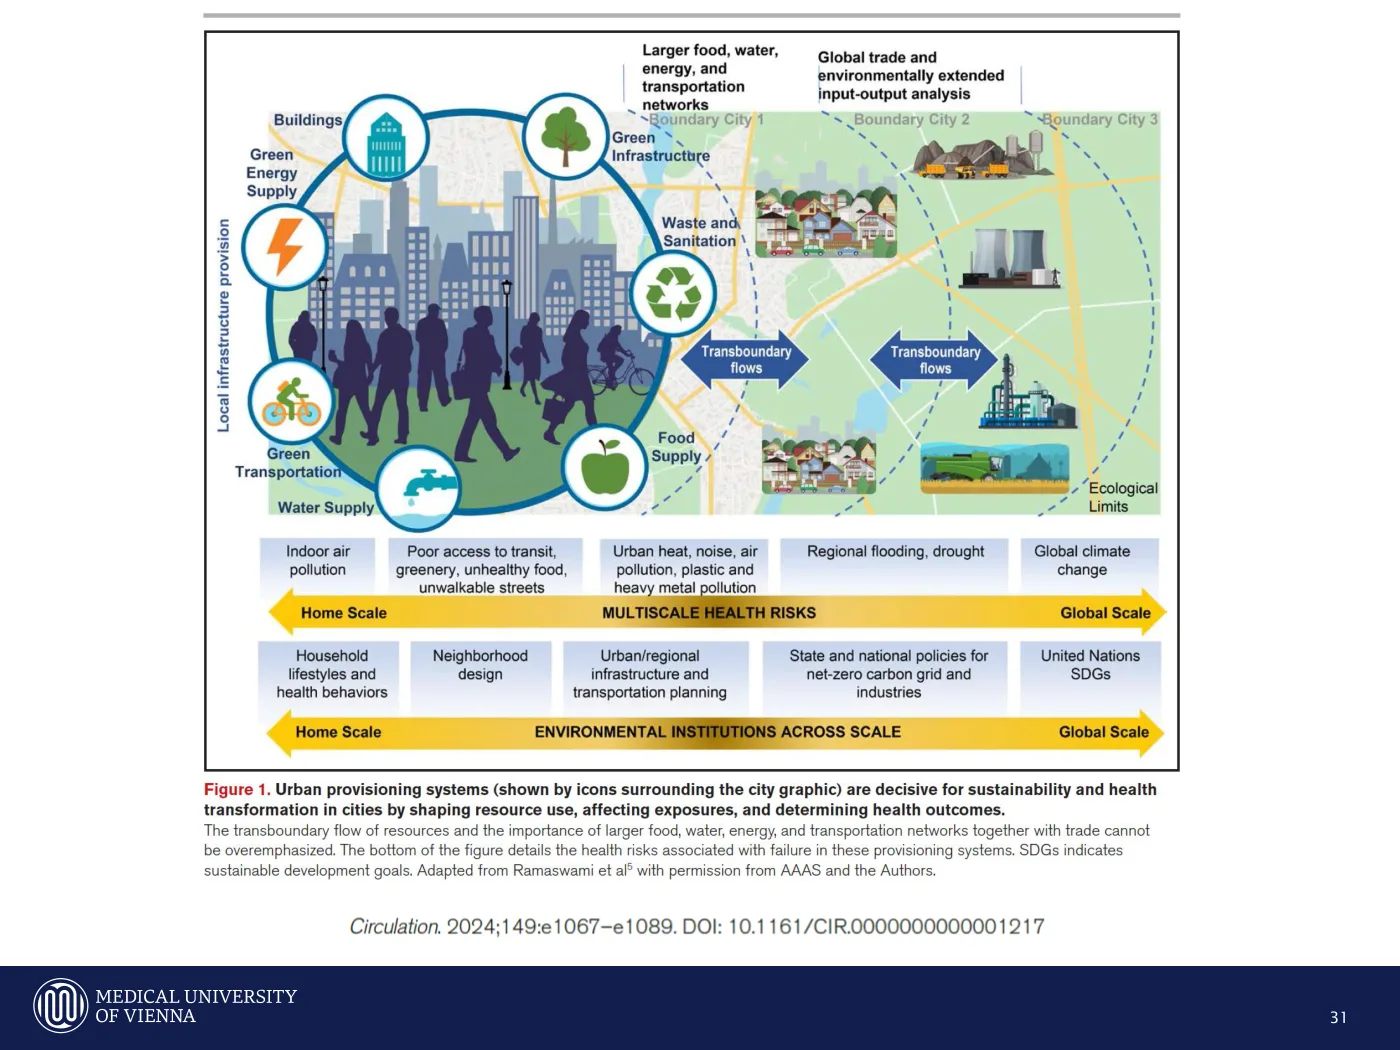 Larger food, water,
energy, and
transportation
networks
Global trade and
environmentally extended
input-output analysis
Boundary City 1
Boundary City 2
Boundary City 3
Buildings
Green
Infrastructure
Green
Energy
Supply
Waste and
Sanitation
Local infrastructure provision
Transboundary
flows
Transboundary
flows
Green
Transportation
Food
Supply
Water Supply
Ecological
Limits
Indoor air
pollution
Poor access to transit,
greenery, unhealthy food,
unwalkable streets
Urban heat, noise, air
pollution, plastic and
heavy metal pollution
Regional flooding, drought
Global climate
change
Home Scale
MULTISCALE HEALTH RISKS
Global Scale
Household
lifestyles and
health behaviors
Neighborhood
design
Urban/regional
infrastructure and
transportation planning
State and national policies for
net-zero carbon grid and
industries
United Nations
SDGs
Home Scale
ENVIRONMENTAL INSTITUTIONS ACROSS SCALE
Global Scale
Figure 1. Urban provisioning systems (shown by icons surrounding the city graphic) are decisive for sustainability and health
transformation in cities by shaping resource use, affecting exposures, and determining health outcomes.
The transboundary flow of resources and the importance of larger food, water, energy, and transportation networks together with trade cannot
be overemphasized. The bottom of the figure details the health risks associated with failure in these provisioning systems. SDGs indicates
sustainable development goals. Adapted from Ramaswami et al⁵ with permission from AAAS and the Authors.
Circulation. 2024;149:e1067–e1089. DOI: 10.1161/CIR.0000000000001217
MEDICAL UNIVERSITY
OF VIENNA
31